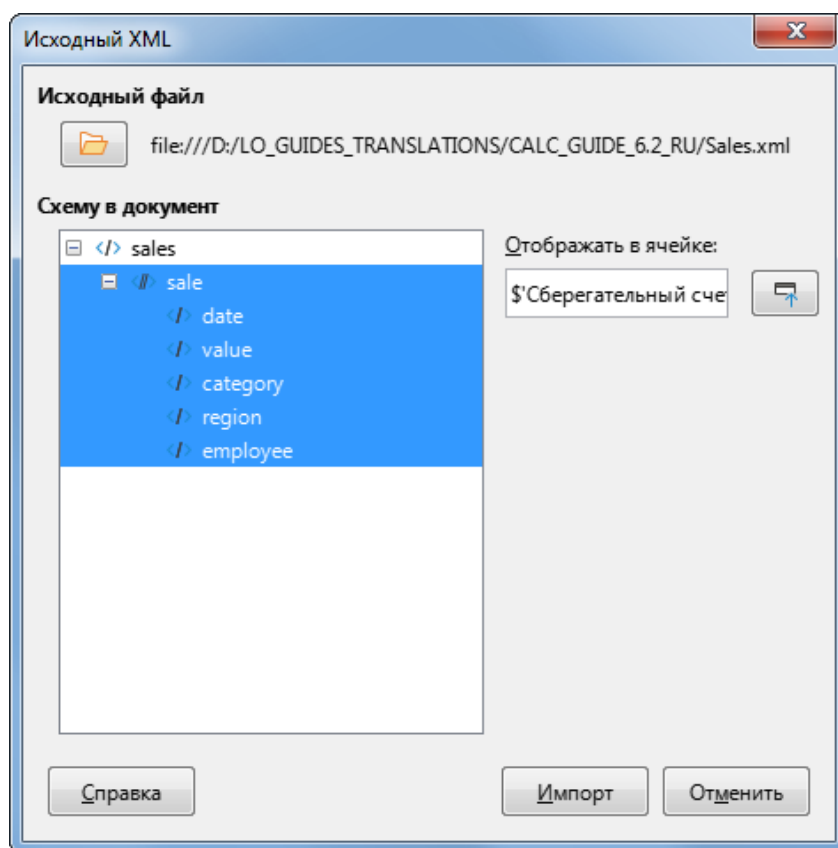 Исходный XML
Исходный файл
file:///D:/LO_GUIDES_TRANSLATIONS/CALC_GUIDE_6.2_RU/Sales.xml
Схему в документ
sales
sale
date
value
category
region
employee
Отображать в ячейке:
$'Сберегательный сче
Справка
Импорт
Отменить